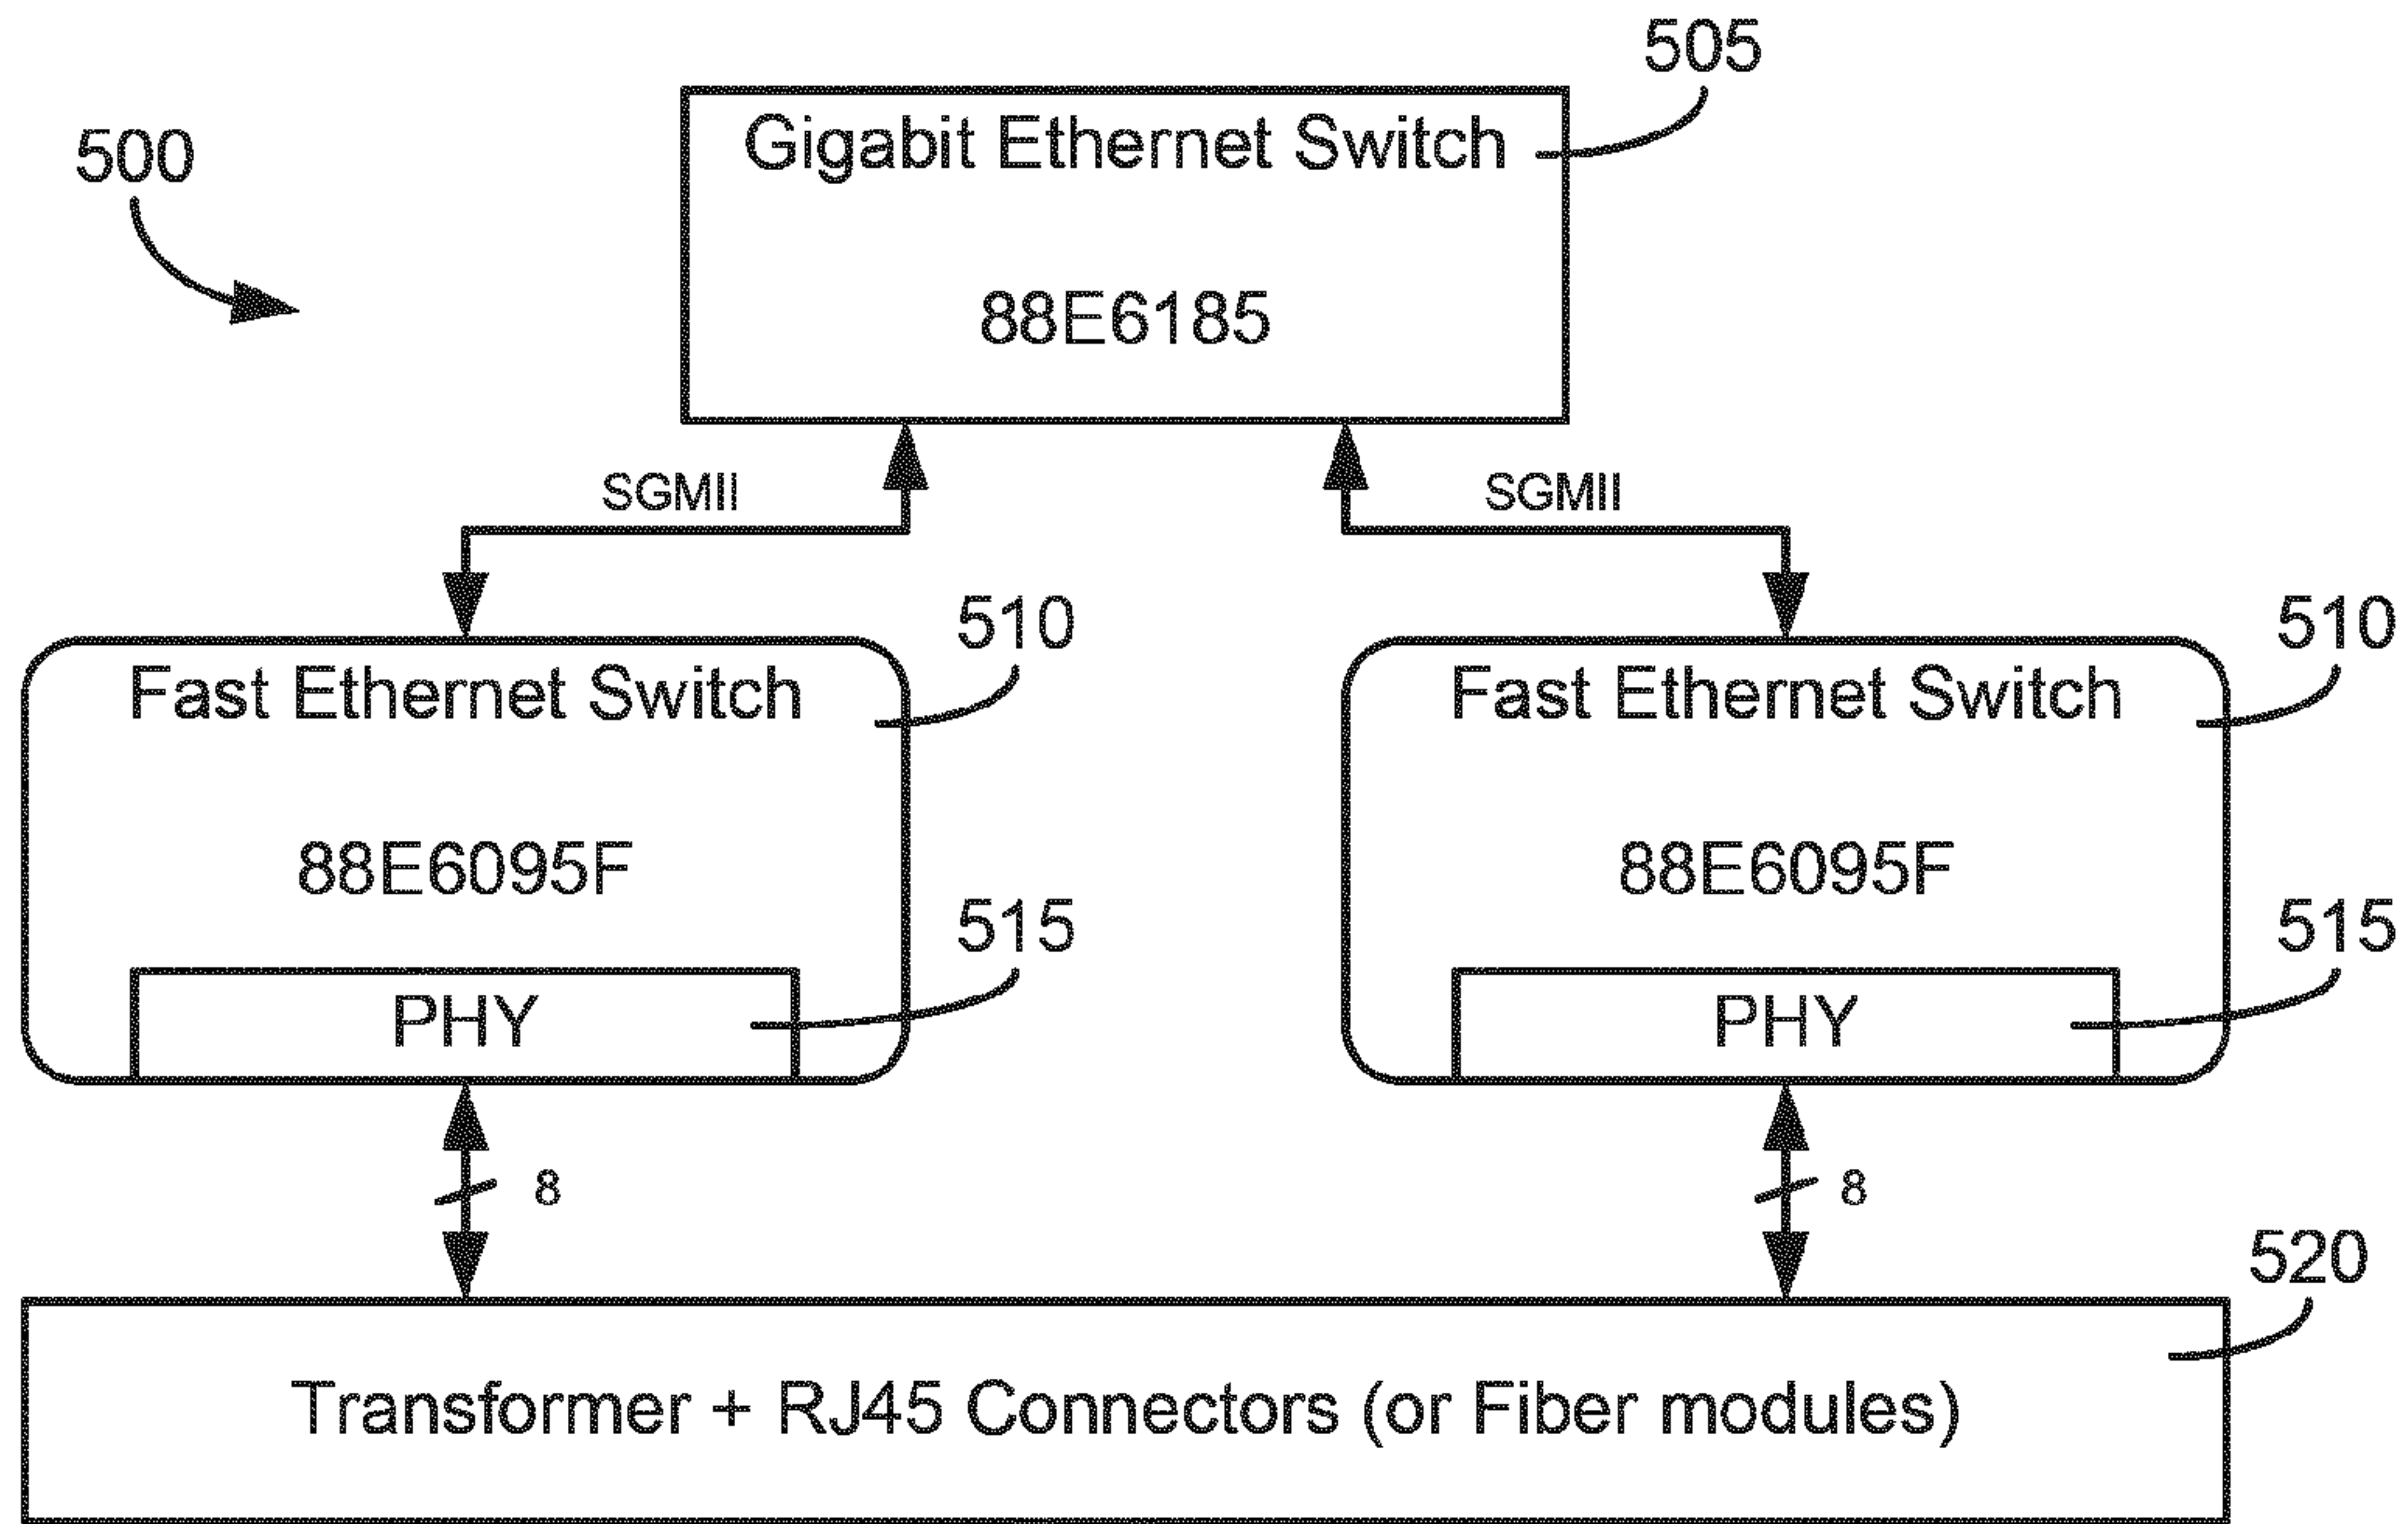 505
500
Gigabit Ethernet Switch
88E6185
SGMII
SGMII
510
510
Fast Ethernet Switch
Fast Ethernet Switch
88E6095F
88E6095F
515
515
PHY
PHY
8
8
520
Transformer + RJ45 Connectors (or Fiber modules)